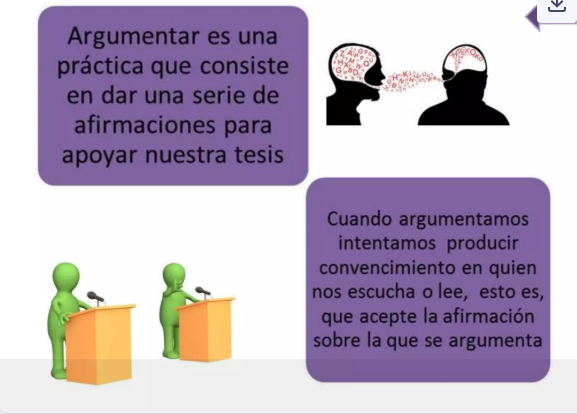 Argumentar es una
práctica que consiste
en dar una serie de
afirmaciones para
apoyar nuestra tesis
Cuando argumentamos
intentamos producir
convencimiento en quien
nos escucha o lee, esto es,
que acepte la afirmación
sobre la que se argumenta